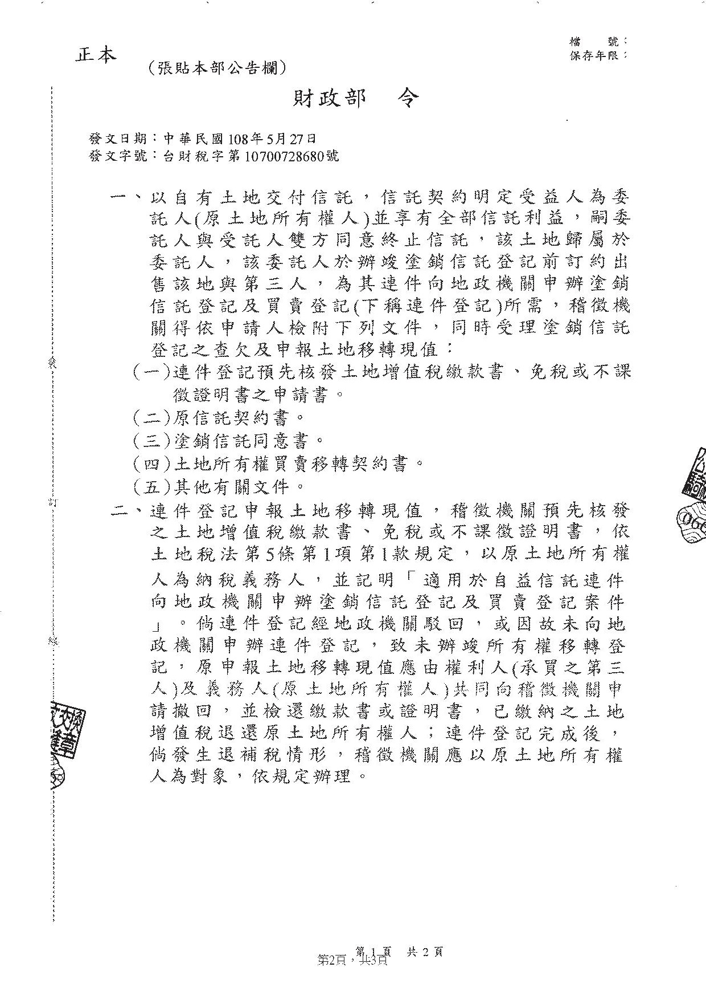 檔　　號：
保存年限：
正本
（張貼本部公告欄）
財政部　令
發文日期：中華民國108年5月27日
發文字號：台財稅字第10700728680號
一、以自有土地交付信託，信託契約明定受益人為委
託人(原土地所有權人)並享有全部信託利益，嗣委
託人與受託人雙方同意終止信託，該土地歸屬於
委託人，該委託人於辦竣塗銷信託登記前訂約出
售該地與第三人，為其連件向地政機關申辦塗銷
信託登記及買賣登記(下稱連件登記)所需，稽徵機
關得依申請人檢附下列文件，同時受理塗銷信託
登記之查欠及申報土地移轉現值：
(一)連件登記預先核發土地增值稅繳款書、免稅或不課
徵證明書之申請書。
(二)原信託契約書。
(三)塗銷信託同意書。
(四)土地所有權買賣移轉契約書。
(五)其他有關文件。
二、連件登記申報土地移轉現值，稽徵機關預先核發
之土地增值稅繳款書、免稅或不課徵證明書，依
土地稅法第5條第1項第1款規定，以原土地所有權
人為納稅義務人，並記明「適用於自益信託連件
向地政機關申辦塗銷信託登記及買賣登記案件
」。倘連件登記經地政機關駁回，或因故未向地
政機關申辦連件登記，致未辦竣所有權移轉登
記，原申報土地移轉現值應由權利人(承買之第三
人)及義務人(原土地所有權人)共同向稽徵機關申
請撤回，並檢還繳款書或證明書，已繳納之土地
增值稅退還原土地所有權人；連件登記完成後，
倘發生退補稅情形，稽徵機關應以原土地所有權
人為對象，依規定辦理。
訂
線
第1頁　共2頁
第2頁，共3頁